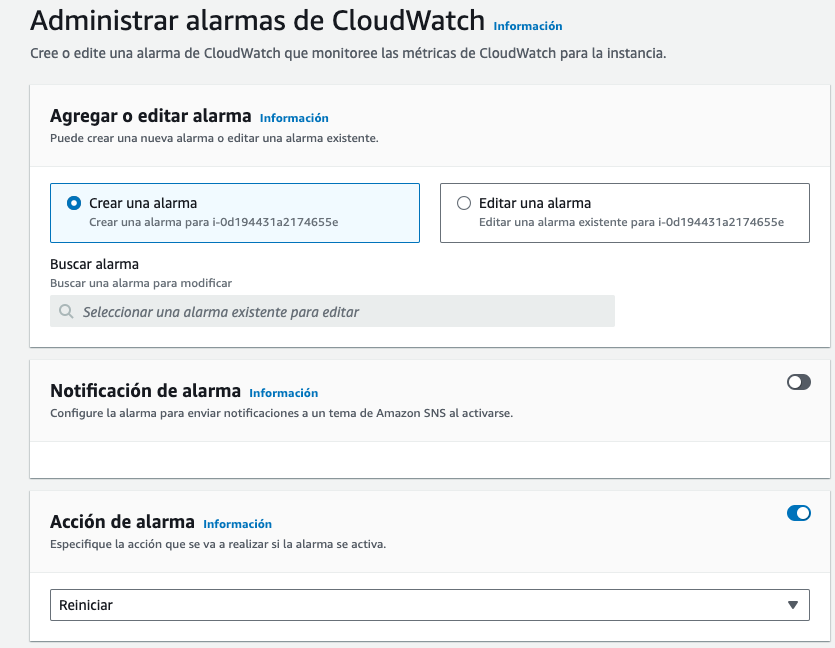 Administrar alarmas de CloudWatch Información
Cree o edite una alarma de CloudWatch que monitoree las métricas de CloudWatch para la instancia.
Agregar o editar alarma Información
Puede crear una nueva alarma o editar una alarma existente.
Crear una alarma
Crear una alarma para i-0d194431a2174655e
Editar una alarma
Editar una alarma existente para i-0d194431a2174655e
Buscar alarma
Buscar una alarma para modificar
Seleccionar una alarma existente para editar
Notificación de alarma Información
Configure la alarma para enviar notificaciones a un tema de Amazon SNS al activarse.
Acción de alarma Información
Especifique la acción que se va a realizar si la alarma se activa.
Reiniciar